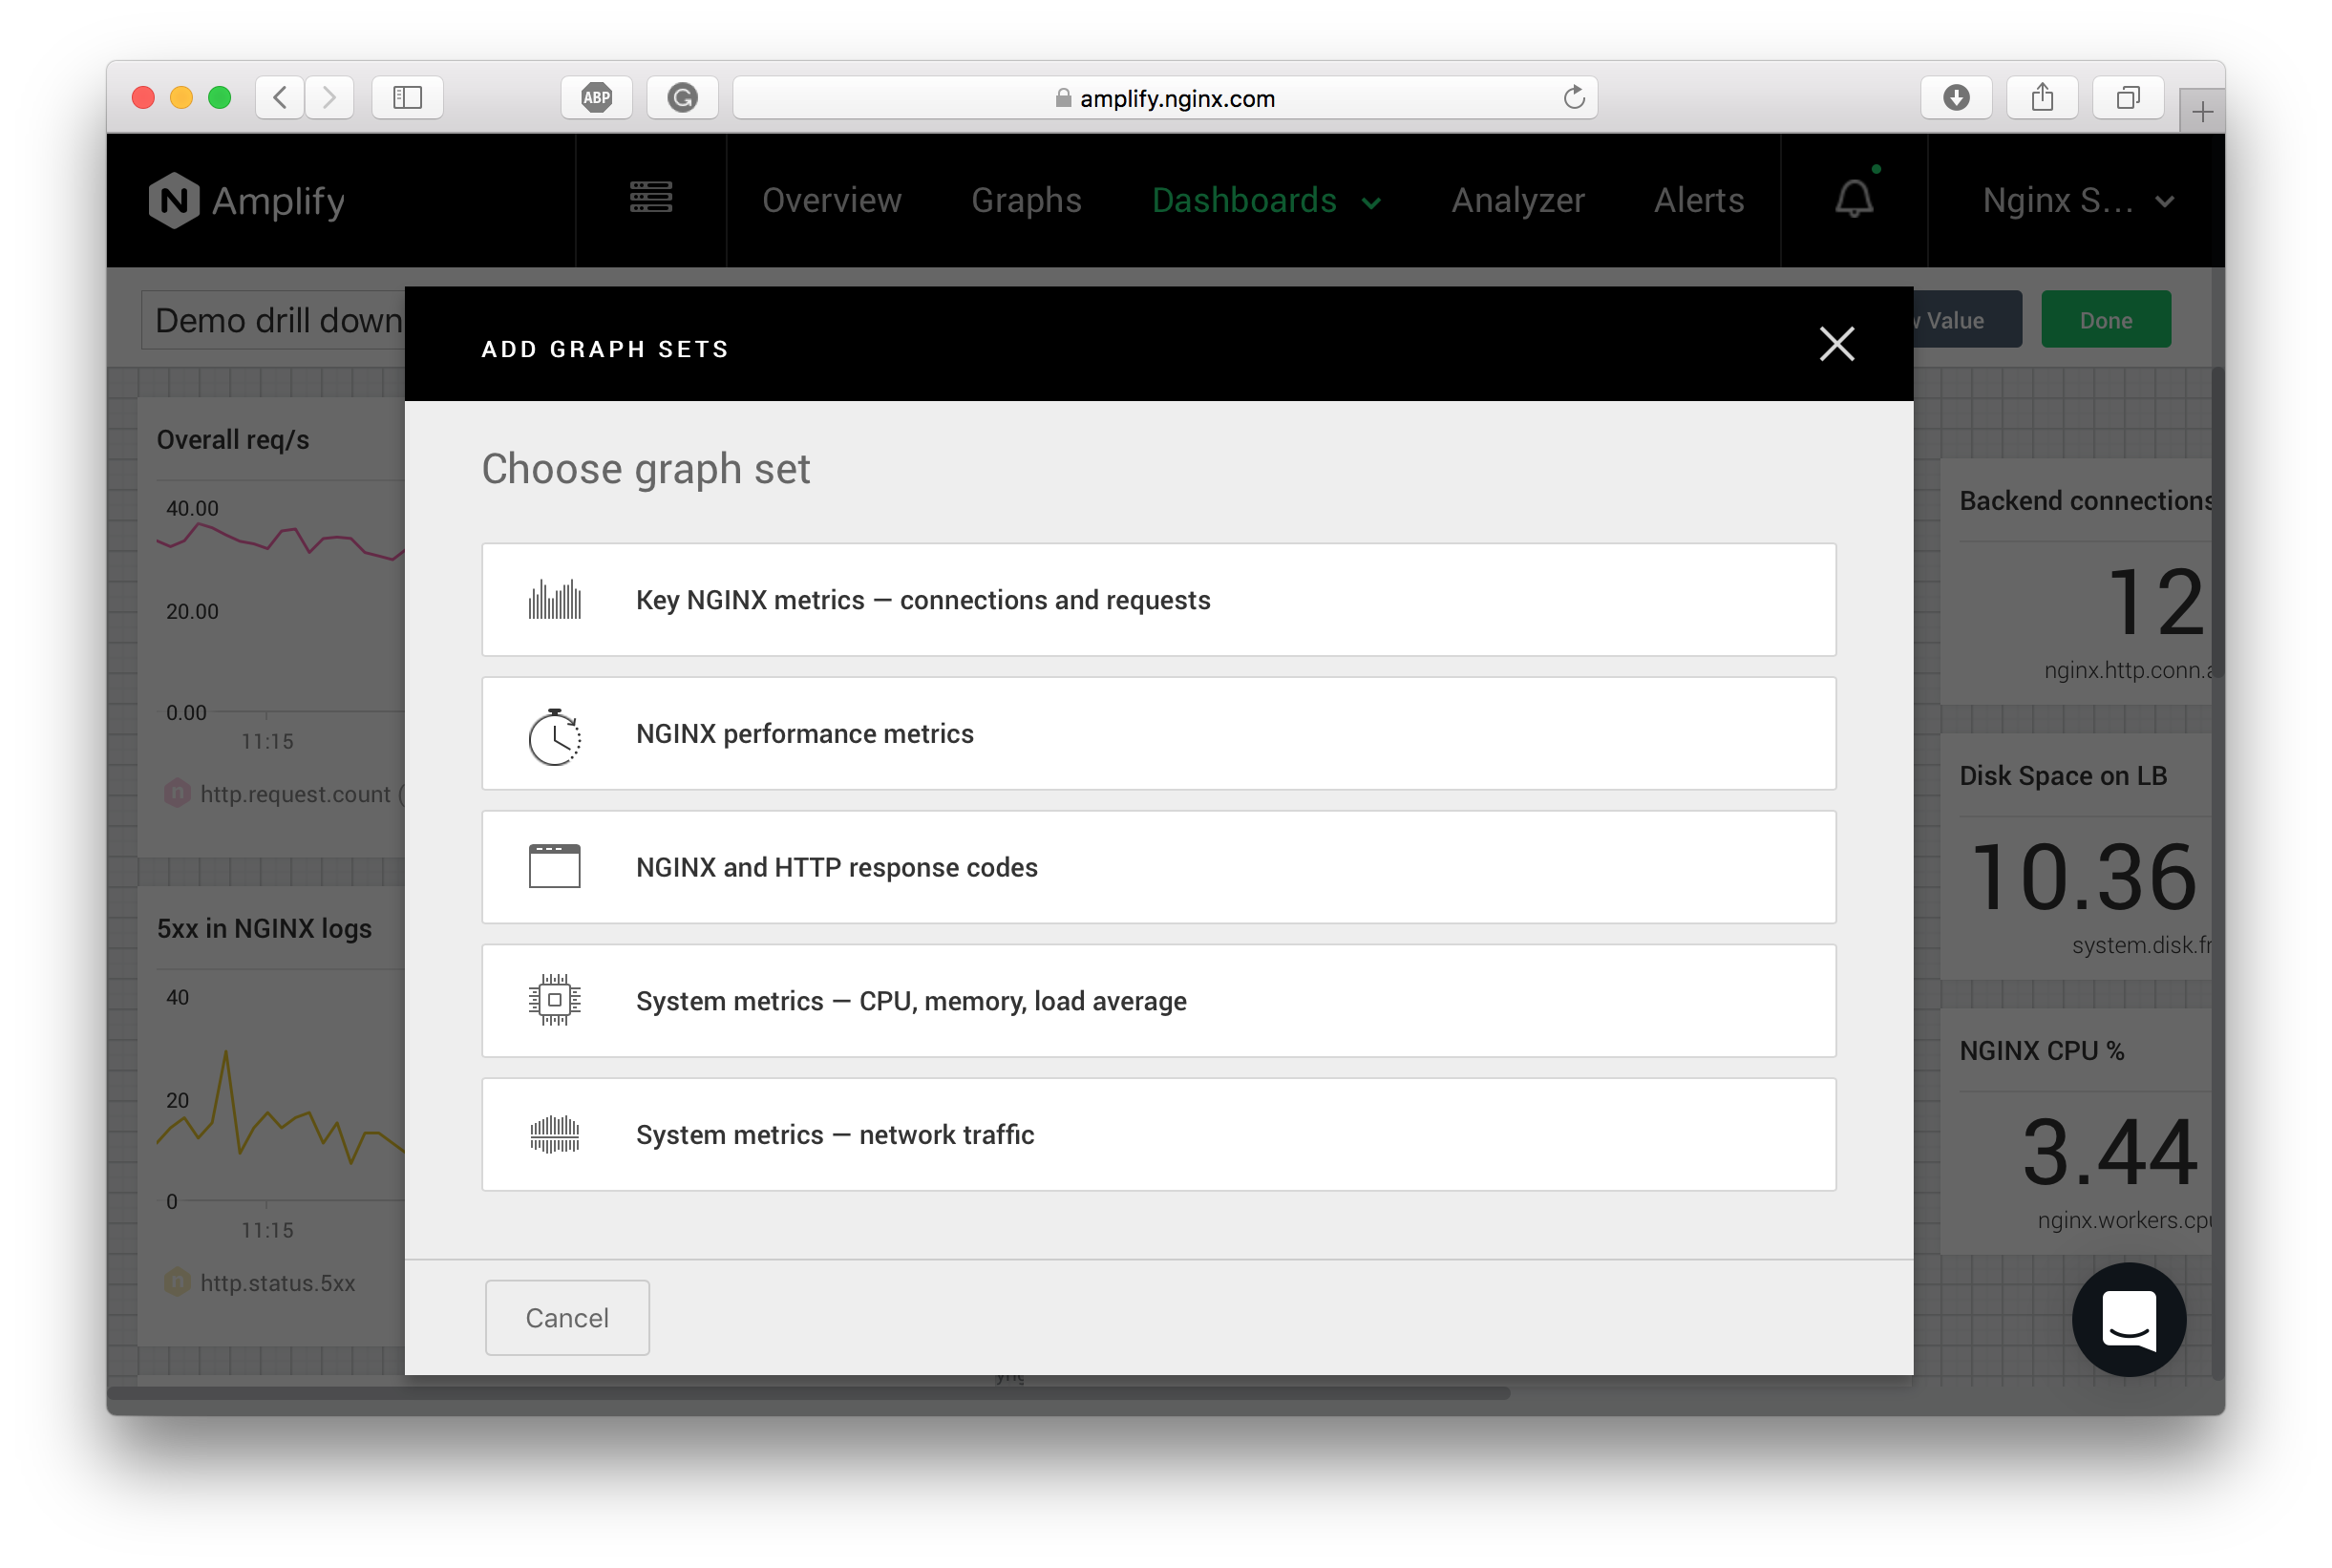 ABP
amplify.nginx.com
N Amplify
Overview
Graphs
Dashboards
Analyzer
Alerts
Nginx S...
Demo drill down
Value
Done
ADD GRAPH SETS
Choose graph set
Key NGINX metrics — connections and requests
NGINX performance metrics
NGINX and HTTP response codes
System metrics — CPU, memory, load average
System metrics — network traffic
Cancel
Overall req/s
40.00
20.00
0.00
11:15
n http.request.count (
5xx in NGINX logs
40
20
0
11:15
n http.status.5xx
Backend connections
12
nginx.http.conn.a
Disk Space on LB
10.36
system.disk.fr
NGINX CPU %
3.44
nginx.workers.cpu